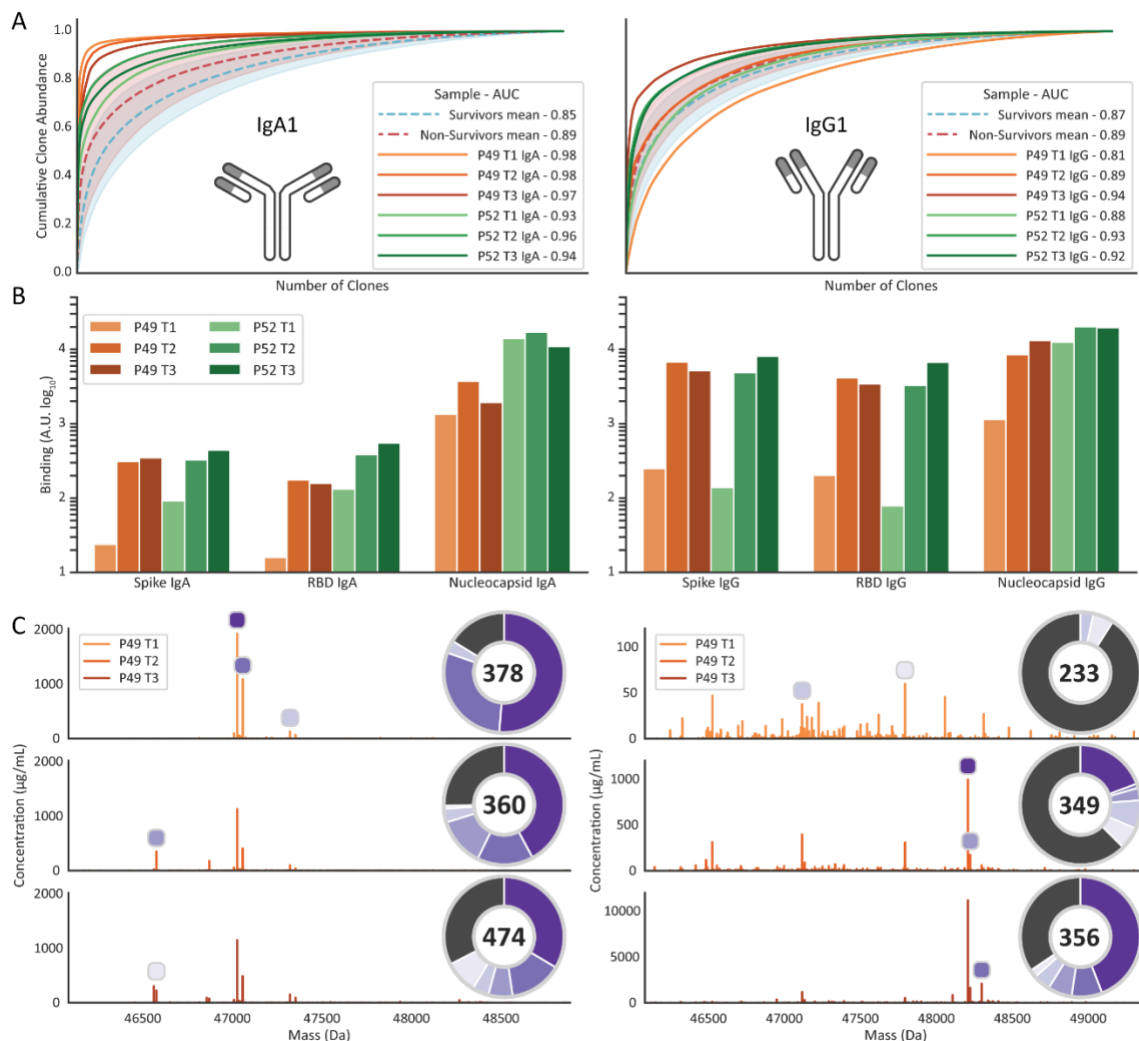 A
Cumulative Clone Abundance
1.0
0.8
0.6
0.4
0.2
0.0
IgA1
Sample - AUC
Survivors mean - 0.85
Non-Survivors mean - 0.89
P49 T1 IgA - 0.98
P49 T2 IgA - 0.98
P49 T3 IgA - 0.97
P52 T1 IgA - 0.93
P52 T2 IgA - 0.96
P52 T3 IgA - 0.94
Number of Clones
IgG1
Sample - AUC
Survivors mean - 0.87
Non-Survivors mean - 0.89
P49 T1 IgG - 0.81
P49 T2 IgG - 0.89
P49 T3 IgG - 0.94
P52 T1 IgG - 0.88
P52 T2 IgG - 0.93
P52 T3 IgG - 0.92
Number of Clones
B
Binding (A.U. log10)
4
3
2
1
P49 T1
P49 T2
P49 T3
P52 T1
P52 T2
P52 T3
Spike IgA
RBD IgA
Nucleocapsid IgA
4
3
2
1
Spike IgG
RBD IgG
Nucleocapsid IgG
C
Concentration (µg/mL)
2000
1000
0
P49 T1
P49 T2
P49 T3
378
2000
1000
0
360
2000
1000
0
474
46500
47000
47500
48000
48500
Mass (Da)
Concentration (µg/mL)
100
50
0
P49 T1
P49 T2
P49 T3
233
1000
500
0
349
10000
5000
0
356
46500
47000
47500
48000
48500
49000
Mass (Da)